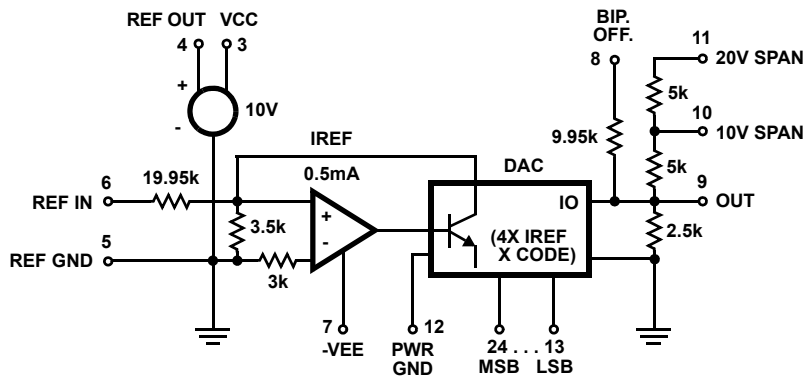 REF OUT VCC
4 3
+
-
10V
BIP.
OFF.
8
11
20V SPAN
5k
10
10V SPAN
9.95k
5k
IREF
0.5mA
DAC
6
19.95k
REF IN
+
-
3.5k
IO
9
OUT
(4X IREF
X CODE)
2.5k
5
REF GND
3k
7
-VEE
12
PWR
GND
24 . . . 13
MSB LSB